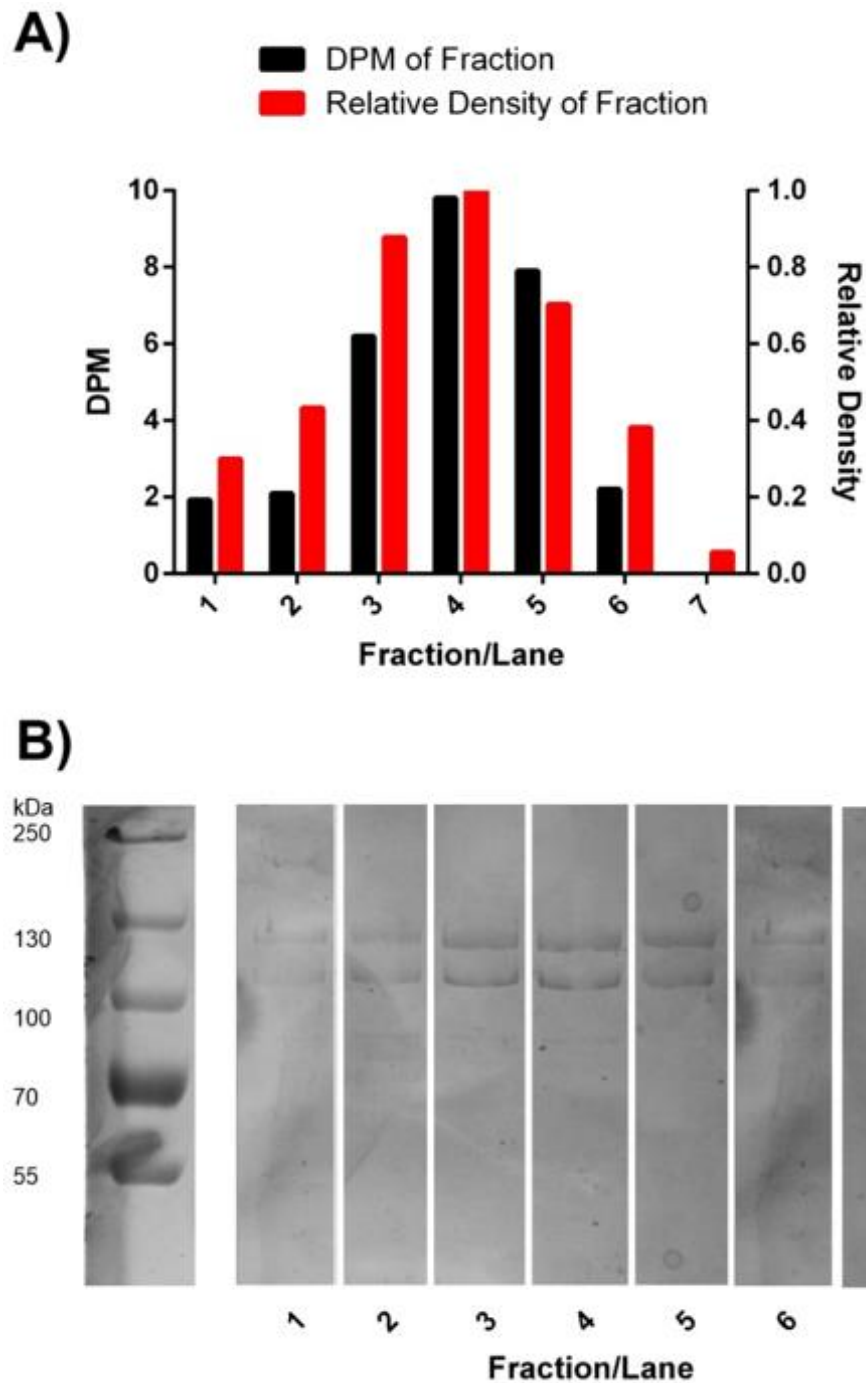 A)
DPM of Fraction
Relative Density of Fraction
10
8
6
4
2
0
DPM
1.0
0.8
0.6
0.4
0.2
0.0
Relative Density
1 2 3 4 5 6 7
Fraction/Lane
B)
kDa
250
130
100
70
55
1 2 3 4 5 6
Fraction/Lane